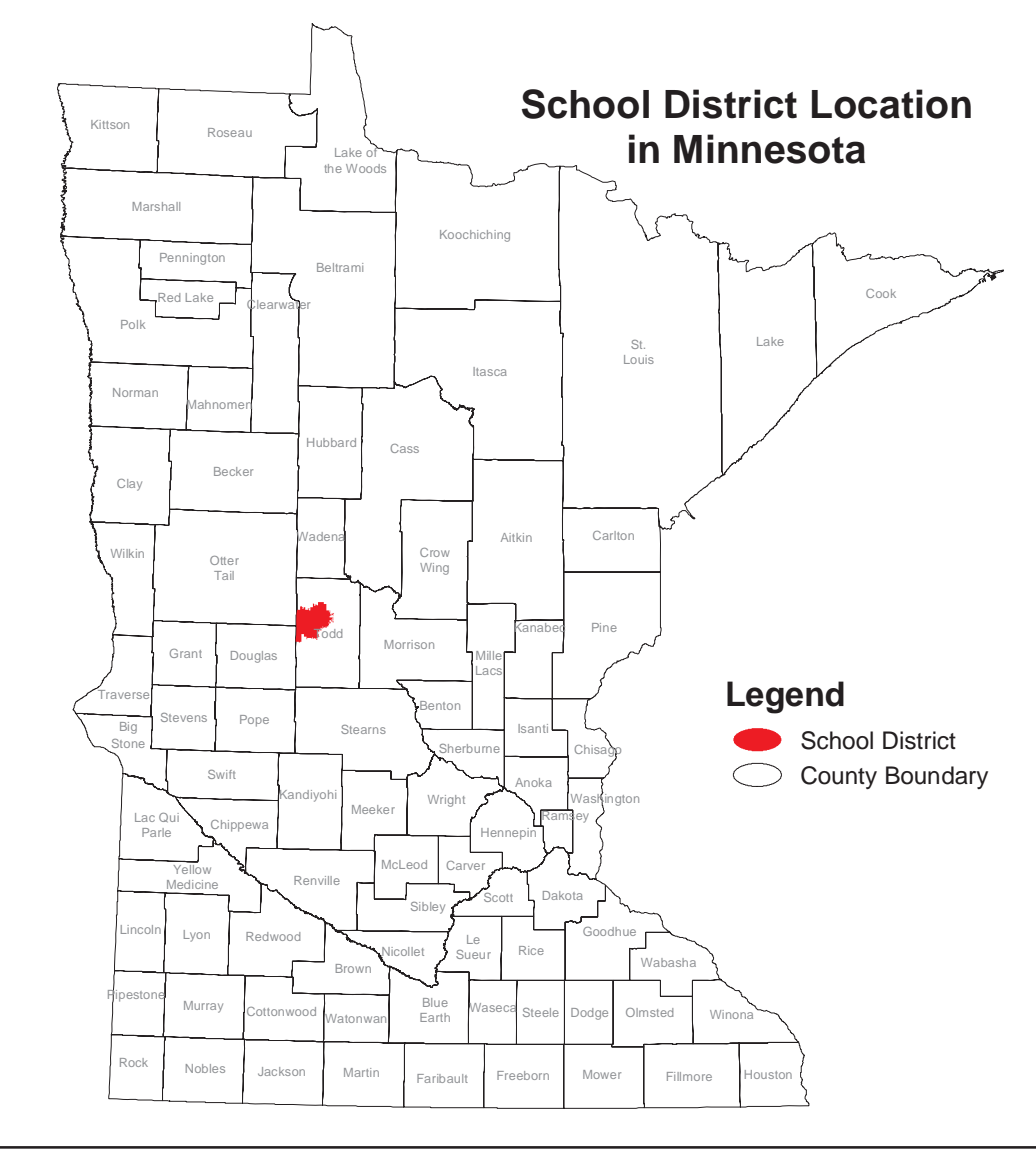 School District Location
in Minnesota
Kittson
Roseau
Lake of
the Woods
Marshall
Koochiching
Pennington
Beltrami
Red Lake
Clearwater
Cook
Polk
St.
Louis
Lake
Itasca
Norman
Mahnomen
Hubbard
Cass
Becker
Clay
Wadena
Aitkin
Carlton
Wilkin
Otter
Tail
Crow
Wing
Todd
Kanabec
Pine
Morrison
Grant
Douglas
Mille
Lacs
Traverse
Legend
School District
County Boundary
Benton
Stevens
Pope
Big
Stone
Stearns
Isanti
Sherburne
Chisago
Swift
Anoka
Kandiyohi
Wright
Washington
Meeker
Ramsey
Lac Qui
Parle
Chippewa
Hennepin
McLeod
Carver
Yellow
Medicine
Renville
Scott
Dakota
Sibley
Lincoln
Lyon
Redwood
Goodhue
Nicollet
Le
Sueur
Rice
Brown
Wabasha
Pipestone
Murray
Cottonwood
Watonwan
Blue
Earth
Waseca
Steele
Dodge
Olmsted
Winona
Rock
Nobles
Jackson
Martin
Faribault
Freeborn
Mower
Fillmore
Houston